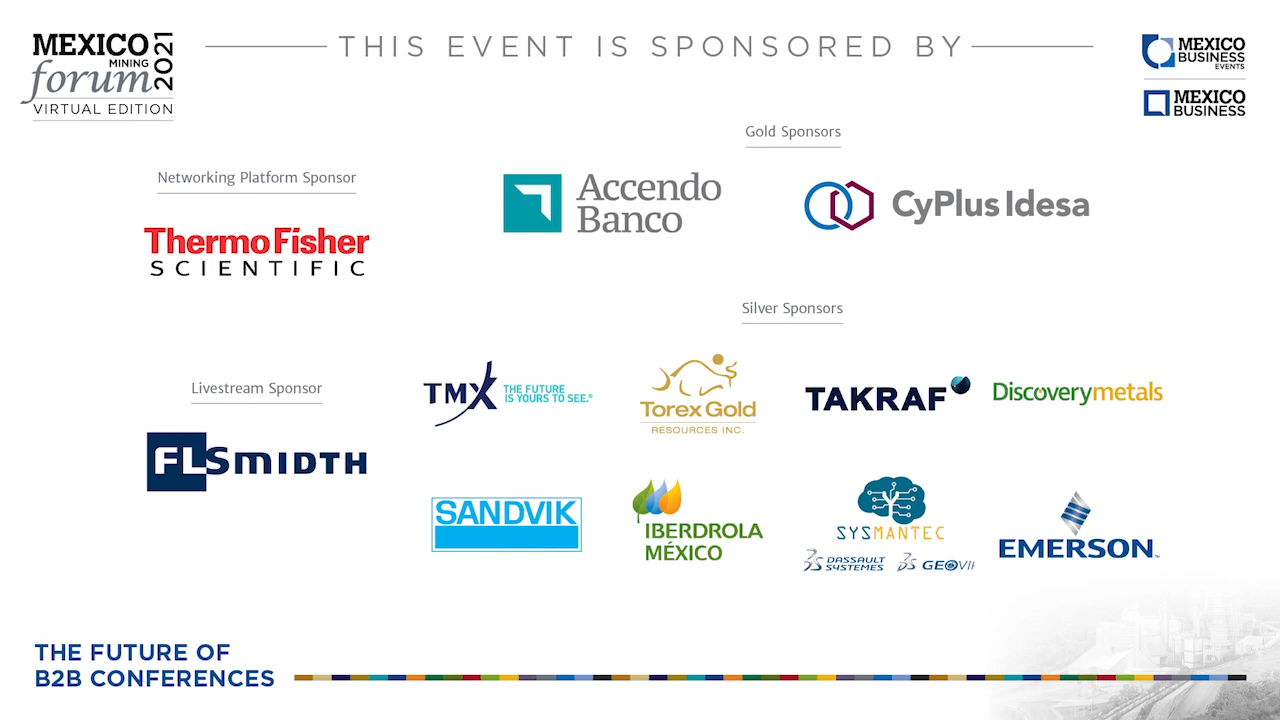 MEXICO
MINING
forum
2021
VIRTUAL EDITION
THIS EVENT IS SPONSORED BY
MEXICO
BUSINESS
EVENTS
MEXICO
BUSINESS
Networking Platform Sponsor
ThermoFisher
SCIENTIFIC
Gold Sponsors
Accendo
Banco
CyPlus Idesa
Silver Sponsors
Livestream Sponsor
FLSMIDTH
TMX THE FUTURE
IS YOURS TO SEE.®
Torex Gold
RESOURCES INC.
TAKRAF
Discoverymetals
SANDVIK
IBERDROLA
MÉXICO
SYSMANTEC
DASSAULT
SYSTEMES
EMERSON™
THE FUTURE OF
B2B CONFERENCES